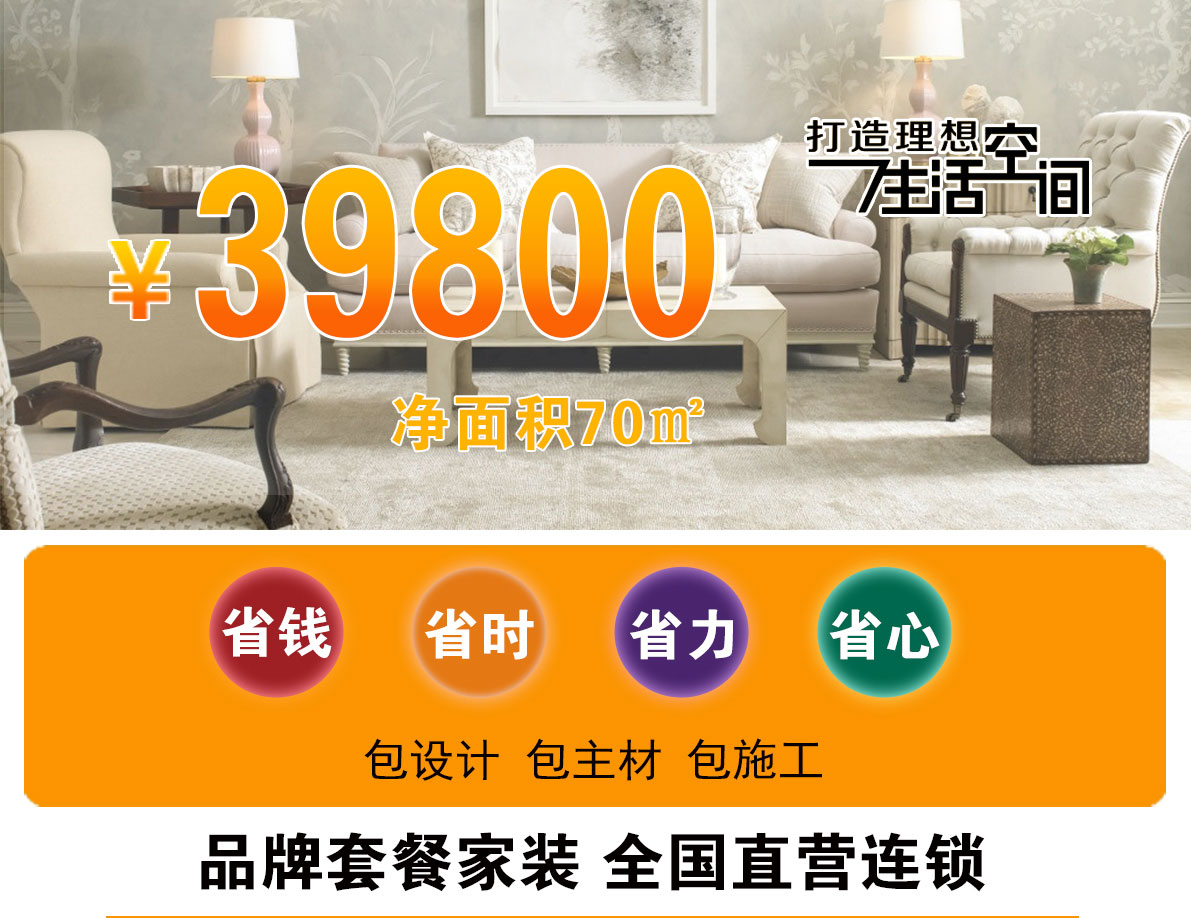 打造理想
生活空间
¥39800
净面积70㎡
省钱 省时 省力 省心
包设计 包主材 包施工
品牌套餐家装 全国直营连锁